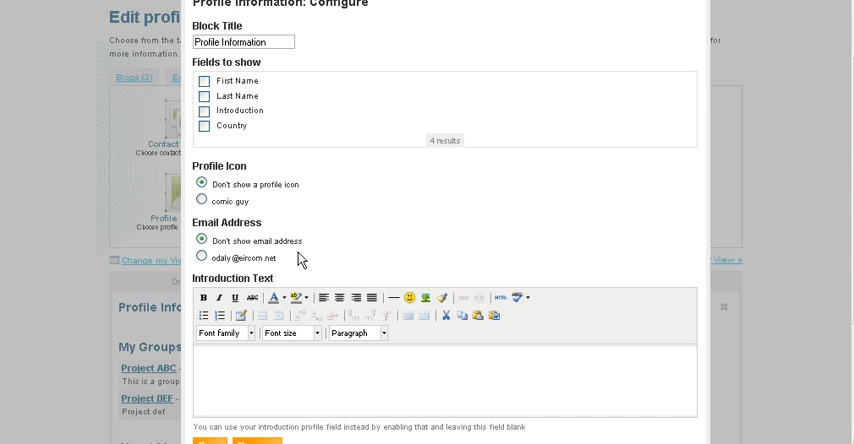 Profile Information: Configure
Edit profi
Block Title
Choose from the t
for
more information.
Profile Information
Fields to show
Blogs (3)
First Name
Last Name
Introduction
Country
4 results
Contact
Choose contac
Profile Icon
Don't show a profile icon
comic guy
Profile
Choose profile
Email Address
Don't show email address
odaly@eircom.net
Change my Vi
View »
Introduction Text
B I U ABC A HTML
Font family Font size Paragraph
Profile Info
My Groups
Project ABC -
This is a group
Project DEF -
Project def
You can use your introduction profile field instead by enabling that and leaving this field blank